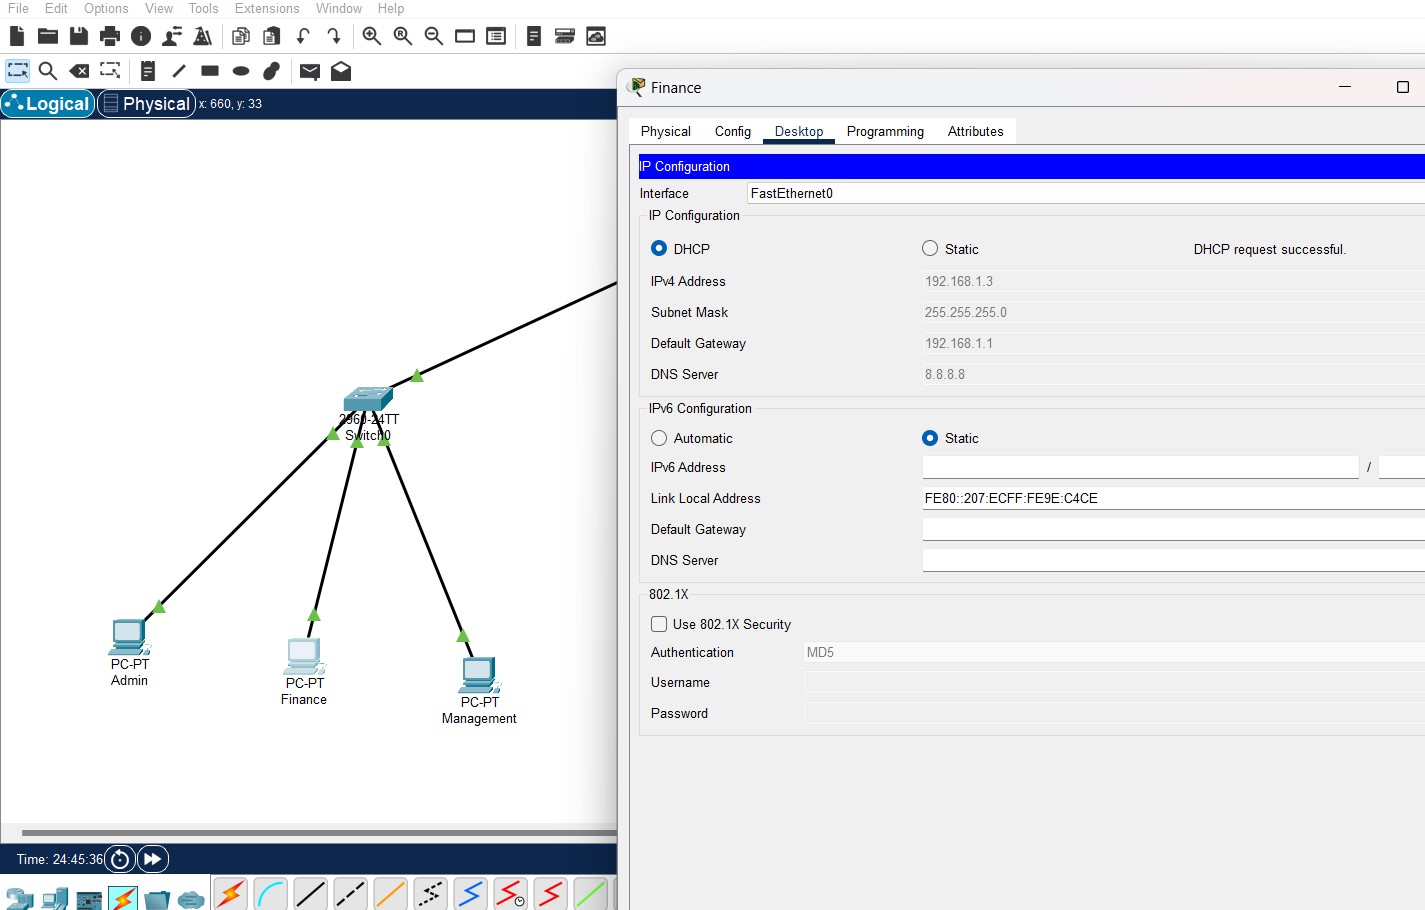 File Edit Options View Tools Extensions Window Help
Logical Physical x: 660, y: 33
Finance
Physical Config Desktop Programming Attributes
IP Configuration
Interface FastEthernet0
IP Configuration
DHCP Static DHCP request successful.
IPv4 Address 192.168.1.3
Subnet Mask 255.255.255.0
Default Gateway 192.168.1.1
DNS Server 8.8.8.8
IPv6 Configuration
Automatic Static
IPv6 Address /
Link Local Address FE80::207:ECFF:FE9E:C4CE
Default Gateway
DNS Server
802.1X
Use 802.1X Security
Authentication MD5
Username
Password
2960-24TT
Switch0
PC-PT
Admin
PC-PT
Finance
PC-PT
Management
Time: 24:45:36